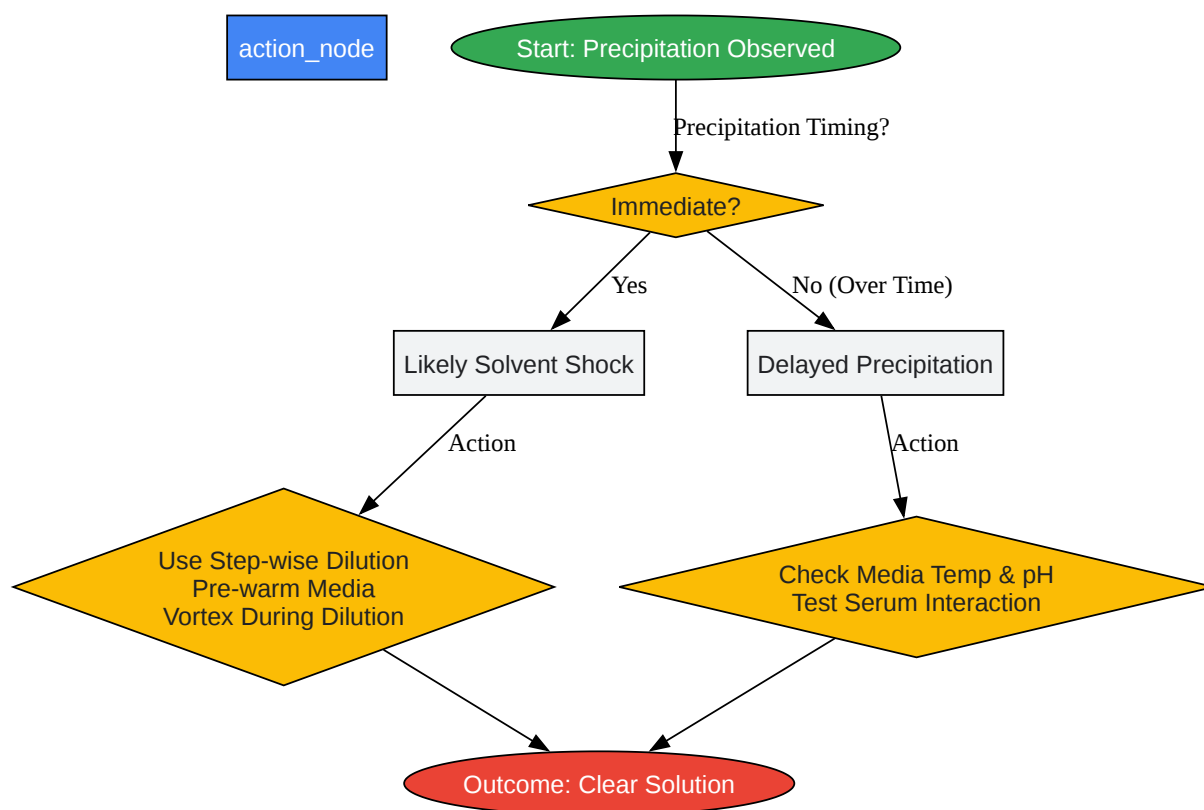 action_node
Start: Precipitation Observed
Precipitation Timing?
Immediate?
Yes
No (Over Time)
Likely Solvent Shock
Delayed Precipitation
Action
Action
Use Step-wise Dilution
Pre-warm Media
Vortex During Dilution
Check Media Temp & pH
Test Serum Interaction
Outcome: Clear Solution